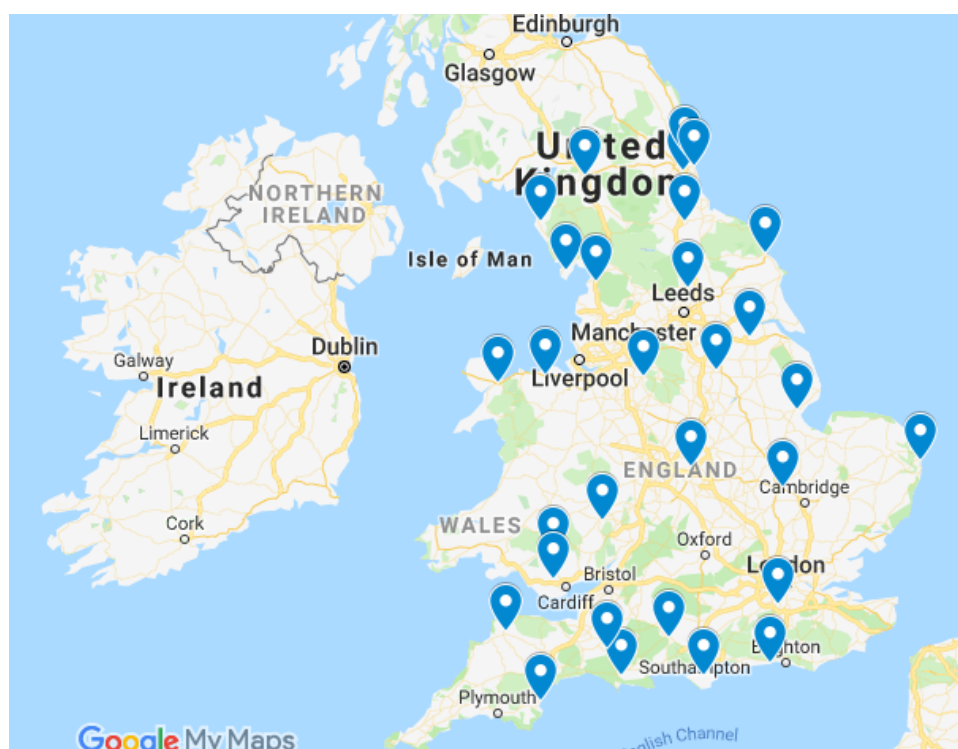 Edinburgh
Glasgow
United
Kingdom
NORTHERN
IRELAND
Isle of Man
Leeds
Manchester
Dublin
Galway
Liverpool
Ireland
Limerick
ENGLAND
Cambridge
Cork
WALES
Oxford
London
Bristol
Cardiff
Brighton
Southampton
Plymouth
Google My Maps
English Channel